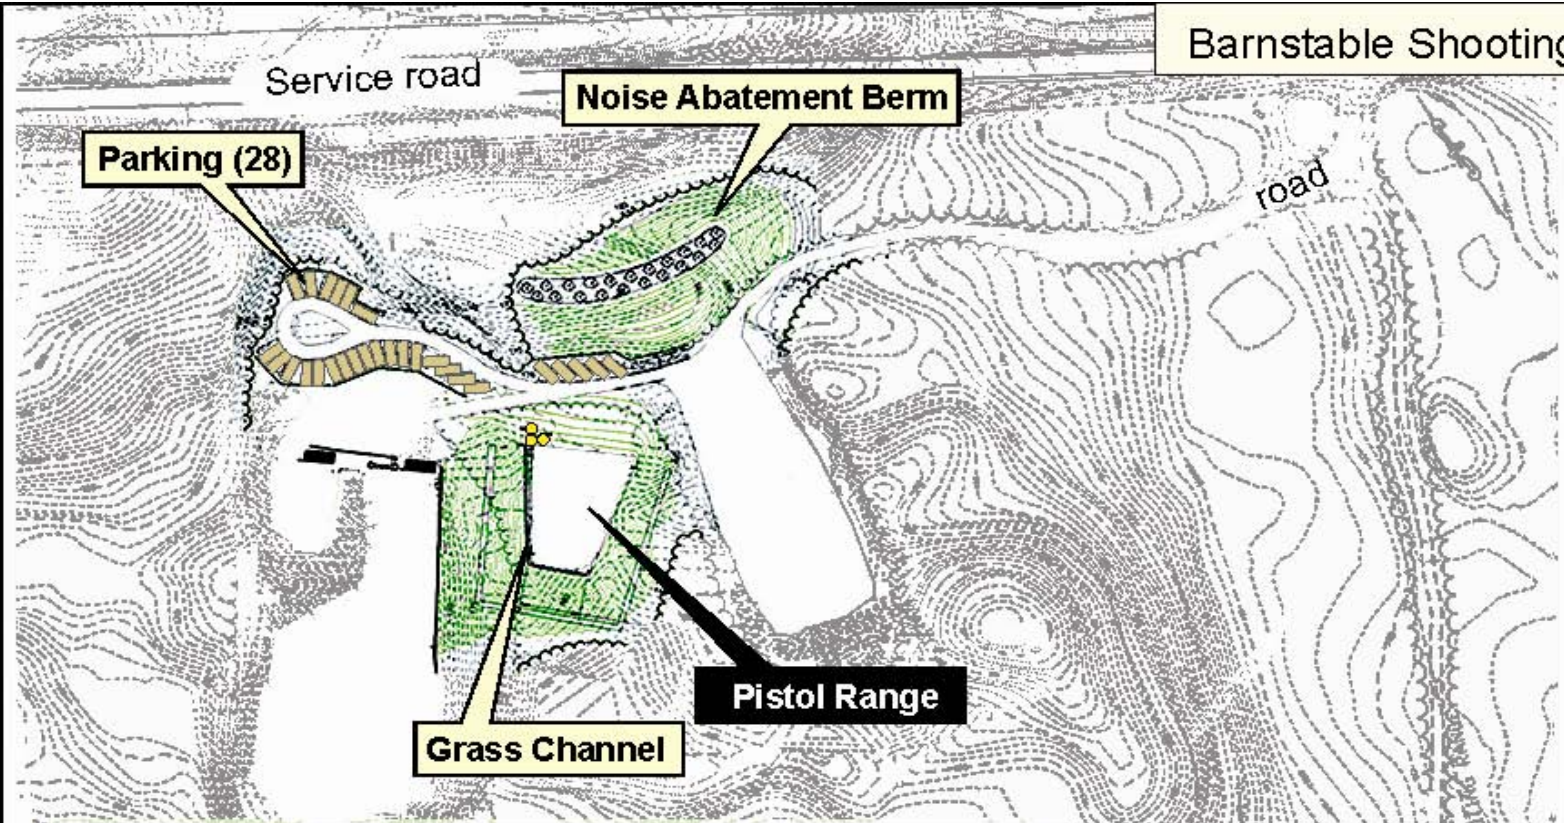 Barnstable Shooting
Service road
Noise Abatement Berm
Parking (28)
road
Pistol Range
Grass Channel